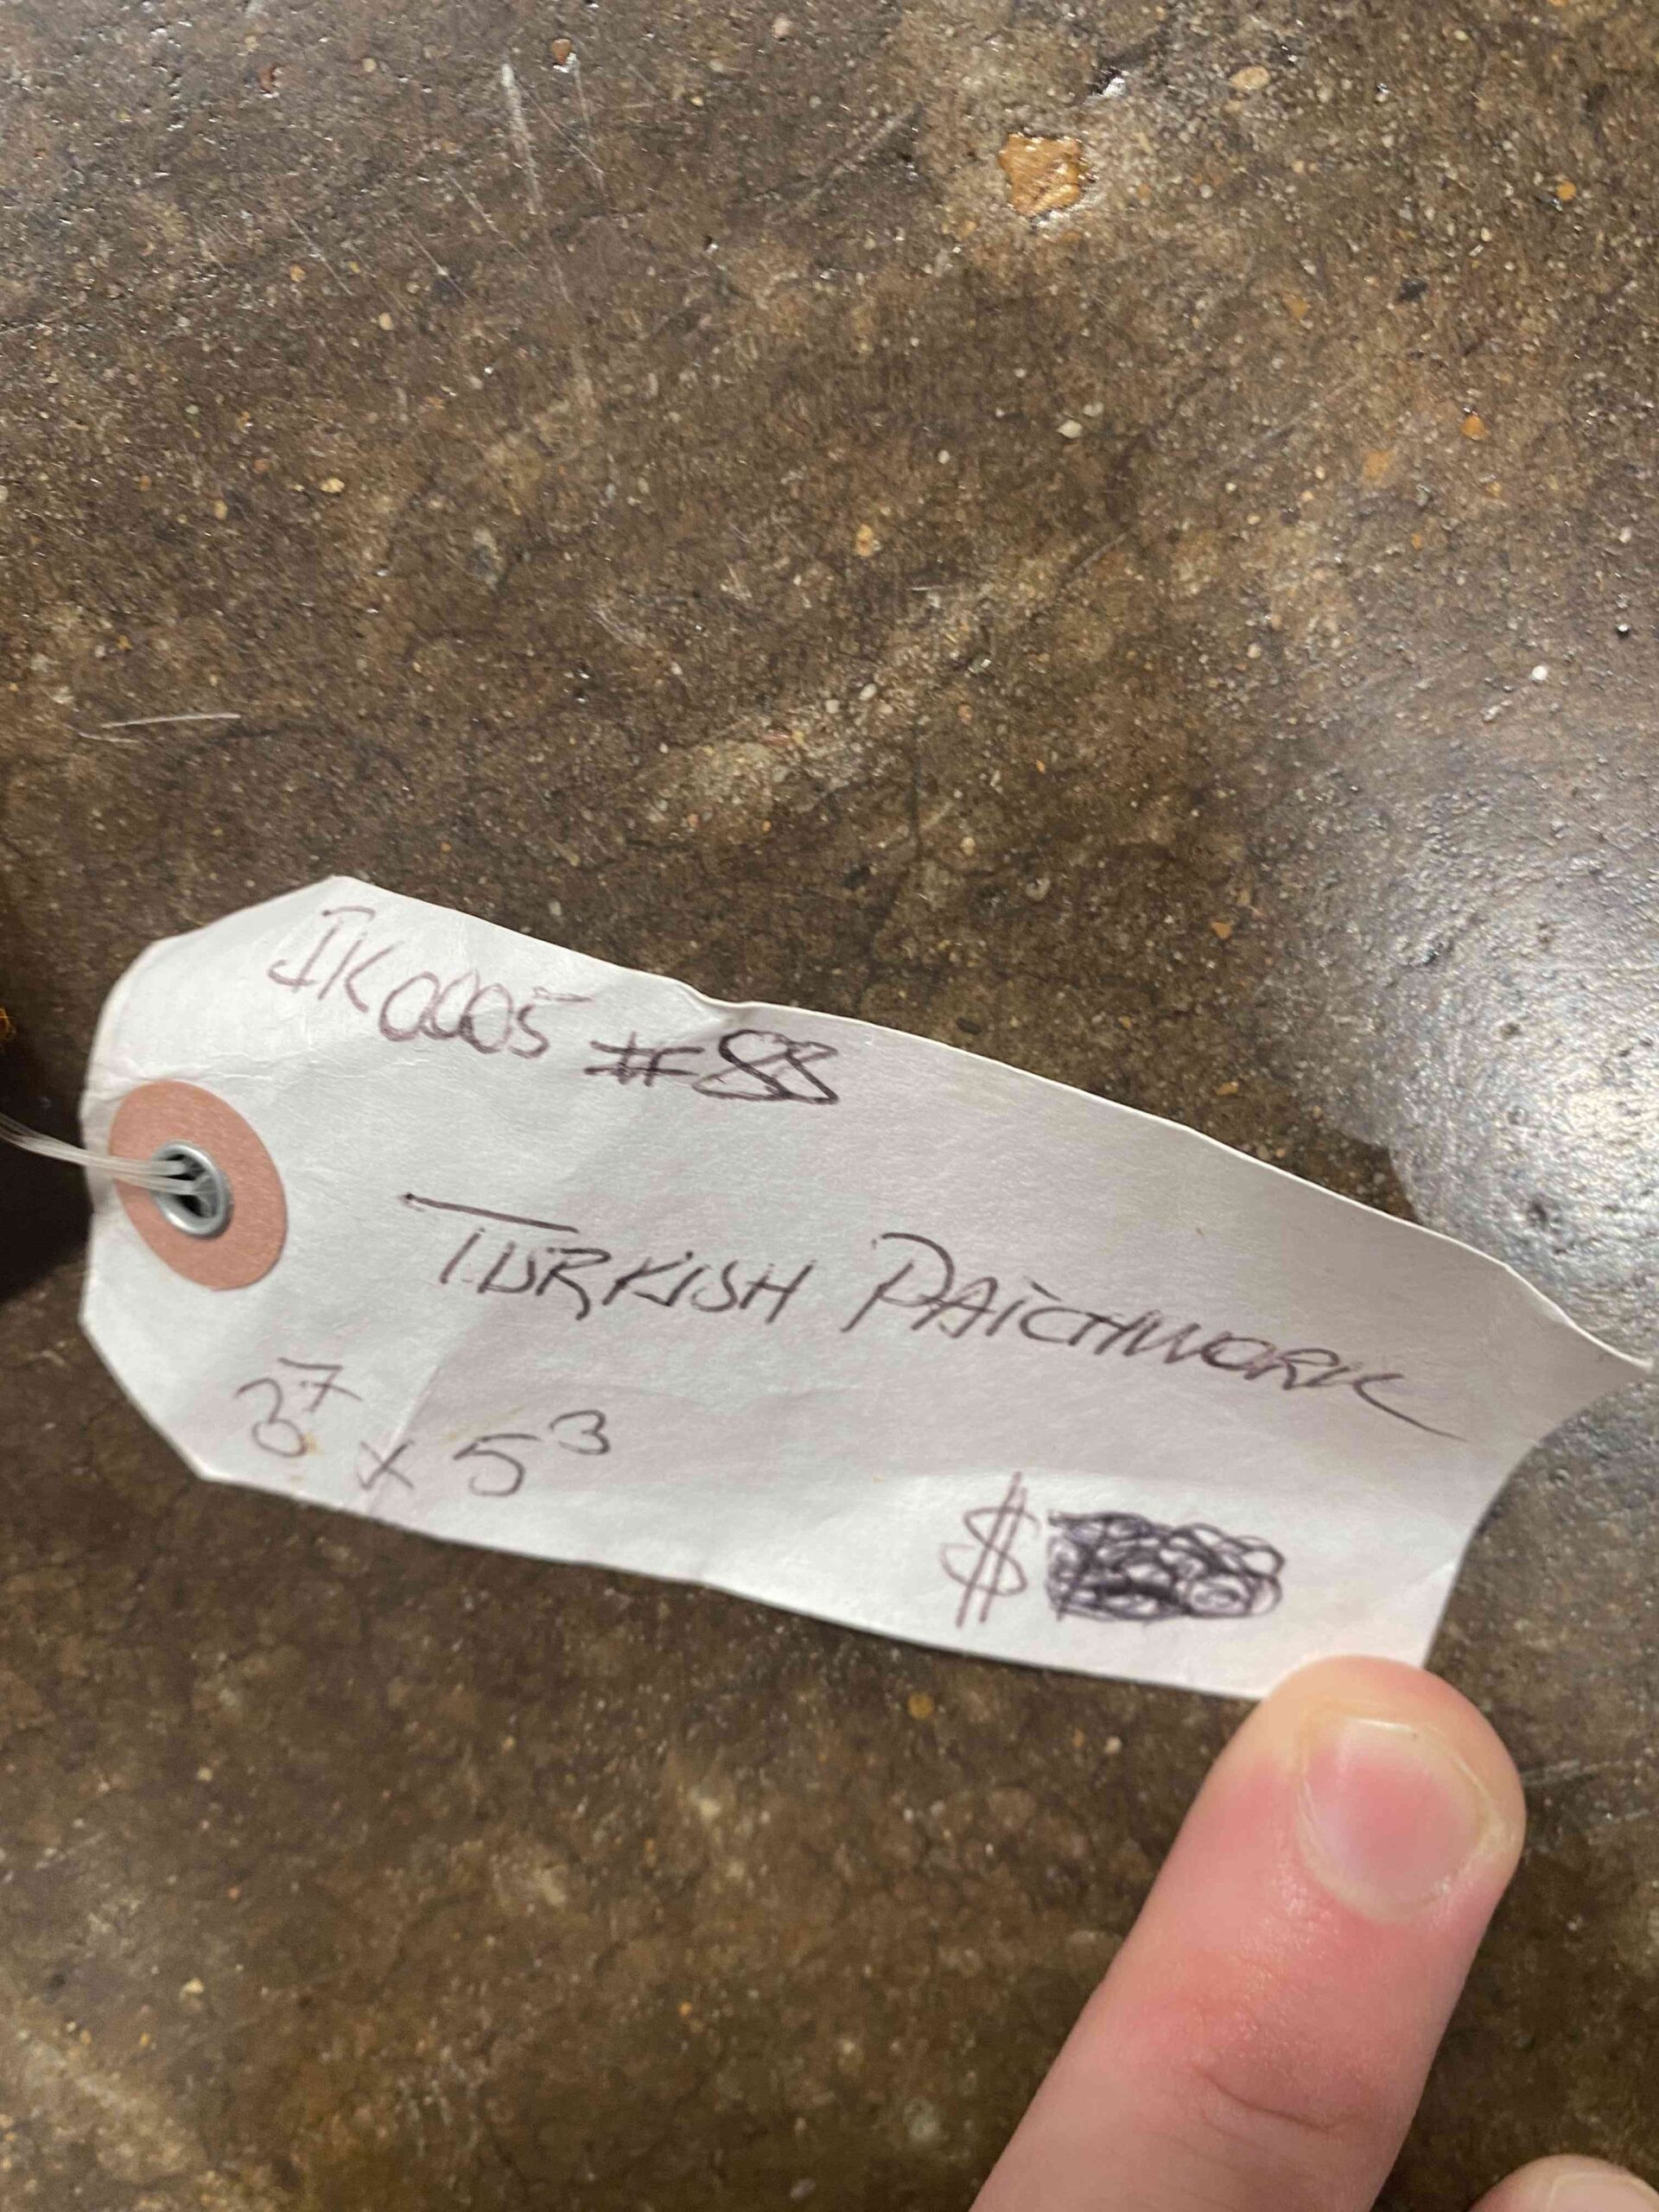 IK0005 #88
TURKISH PATCHWORK
3⁷ x 5³
$